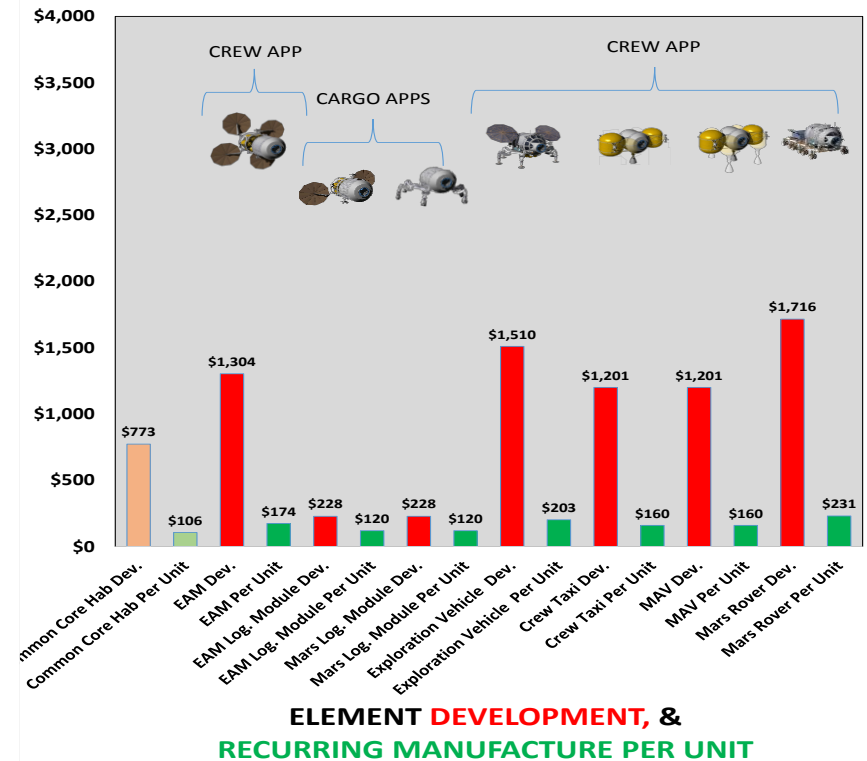 $4,000
$3,500
$3,000
$2,500
$2,000
$1,500
$1,000
$500
$0
CREW APP
CARGO APPS
CREW APP
$773
$106
$1,304
$174
$228
$120
$228
$120
$1,510
$203
$1,201
$160
$1,201
$160
$1,716
$231
mmon Core Hab Dev.
Common Core Hab Per Unit
EAM Dev.
EAM Per Unit
EAM Log. Module Dev.
EAM Log. Module Per Unit
Mars Log. Module Dev.
Mars Log. Module Per Unit
Exploration Vehicle Dev.
Exploration Vehicle Per Unit
Crew Taxi Dev.
Crew Taxi Per Unit
MAV Dev.
MAV Per Unit
Mars Rover Dev.
Mars Rover Per Unit
ELEMENT DEVELOPMENT, &
RECURRING MANUFACTURE PER UNIT